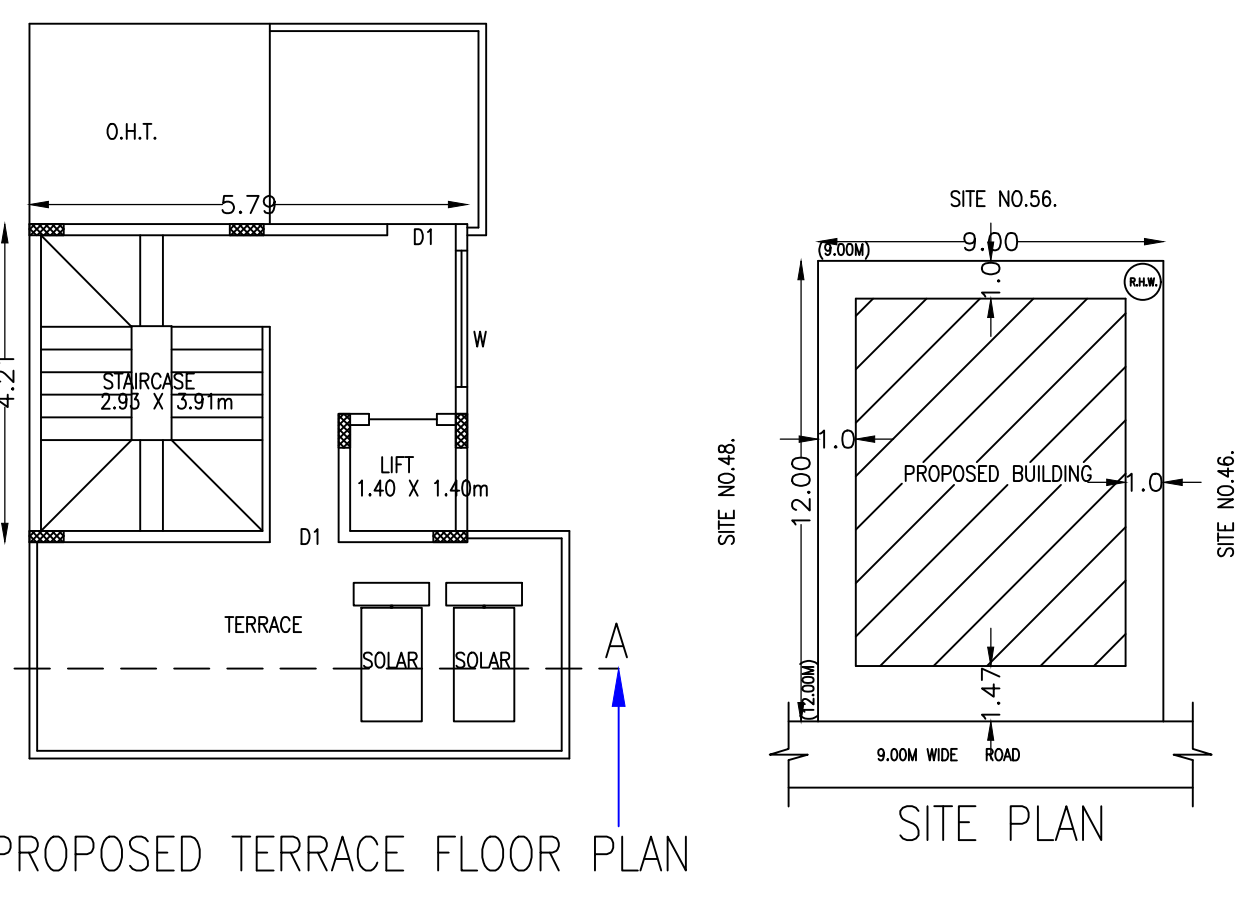 O.H.T.
5.79
D1
W
4.21
STAIRCASE
2.93 X 3.91m
LIFT
1.40 X 1.40m
D1
TERRACE
SOLAR
SOLAR
A
PROPOSED TERRACE FLOOR PLAN
SITE NO.56.
9.00
(9.00M)
1.0
R.H.W.
SITE NO.48.
12.00
1.0
PROPOSED BUILDING
1.0
SITE NO.46.
(12.00M)
1.47
9.00M WIDE ROAD
SITE PLAN